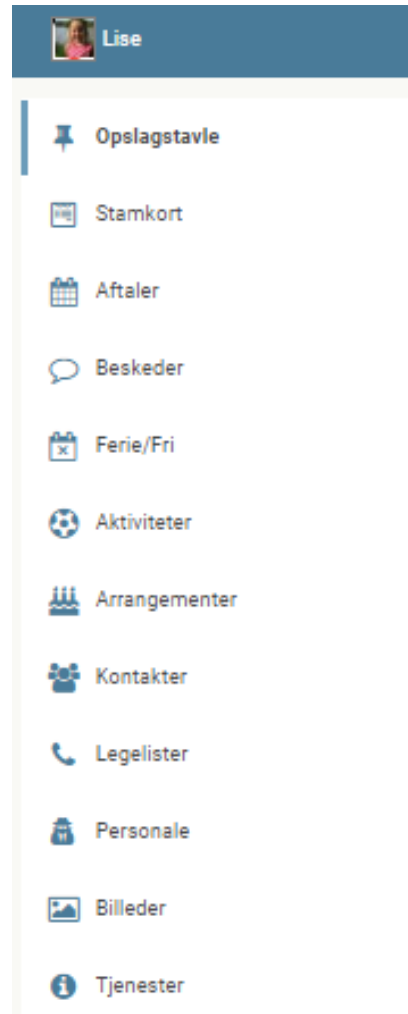 Lise
Opslagstavle
Stamkort
Aftaler
Beskeder
Ferie/Fri
Aktiviteter
Arrangementer
Kontakter
Legelister
Personale
Billeder
Tjenester